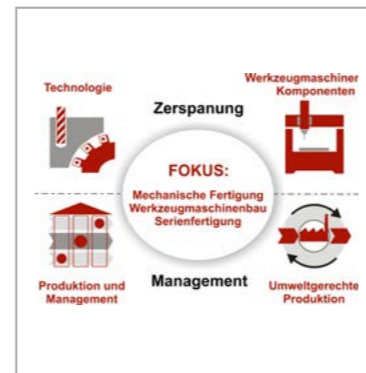 Technologie
Werkzeugmaschinen
Komponenten
Zerspanung
FOKUS:
Mechanische Fertigung
Werkzeugmaschinenbau
Serienfertigung
Produktion und
Management
Management
Umweltgerechte
Produktion